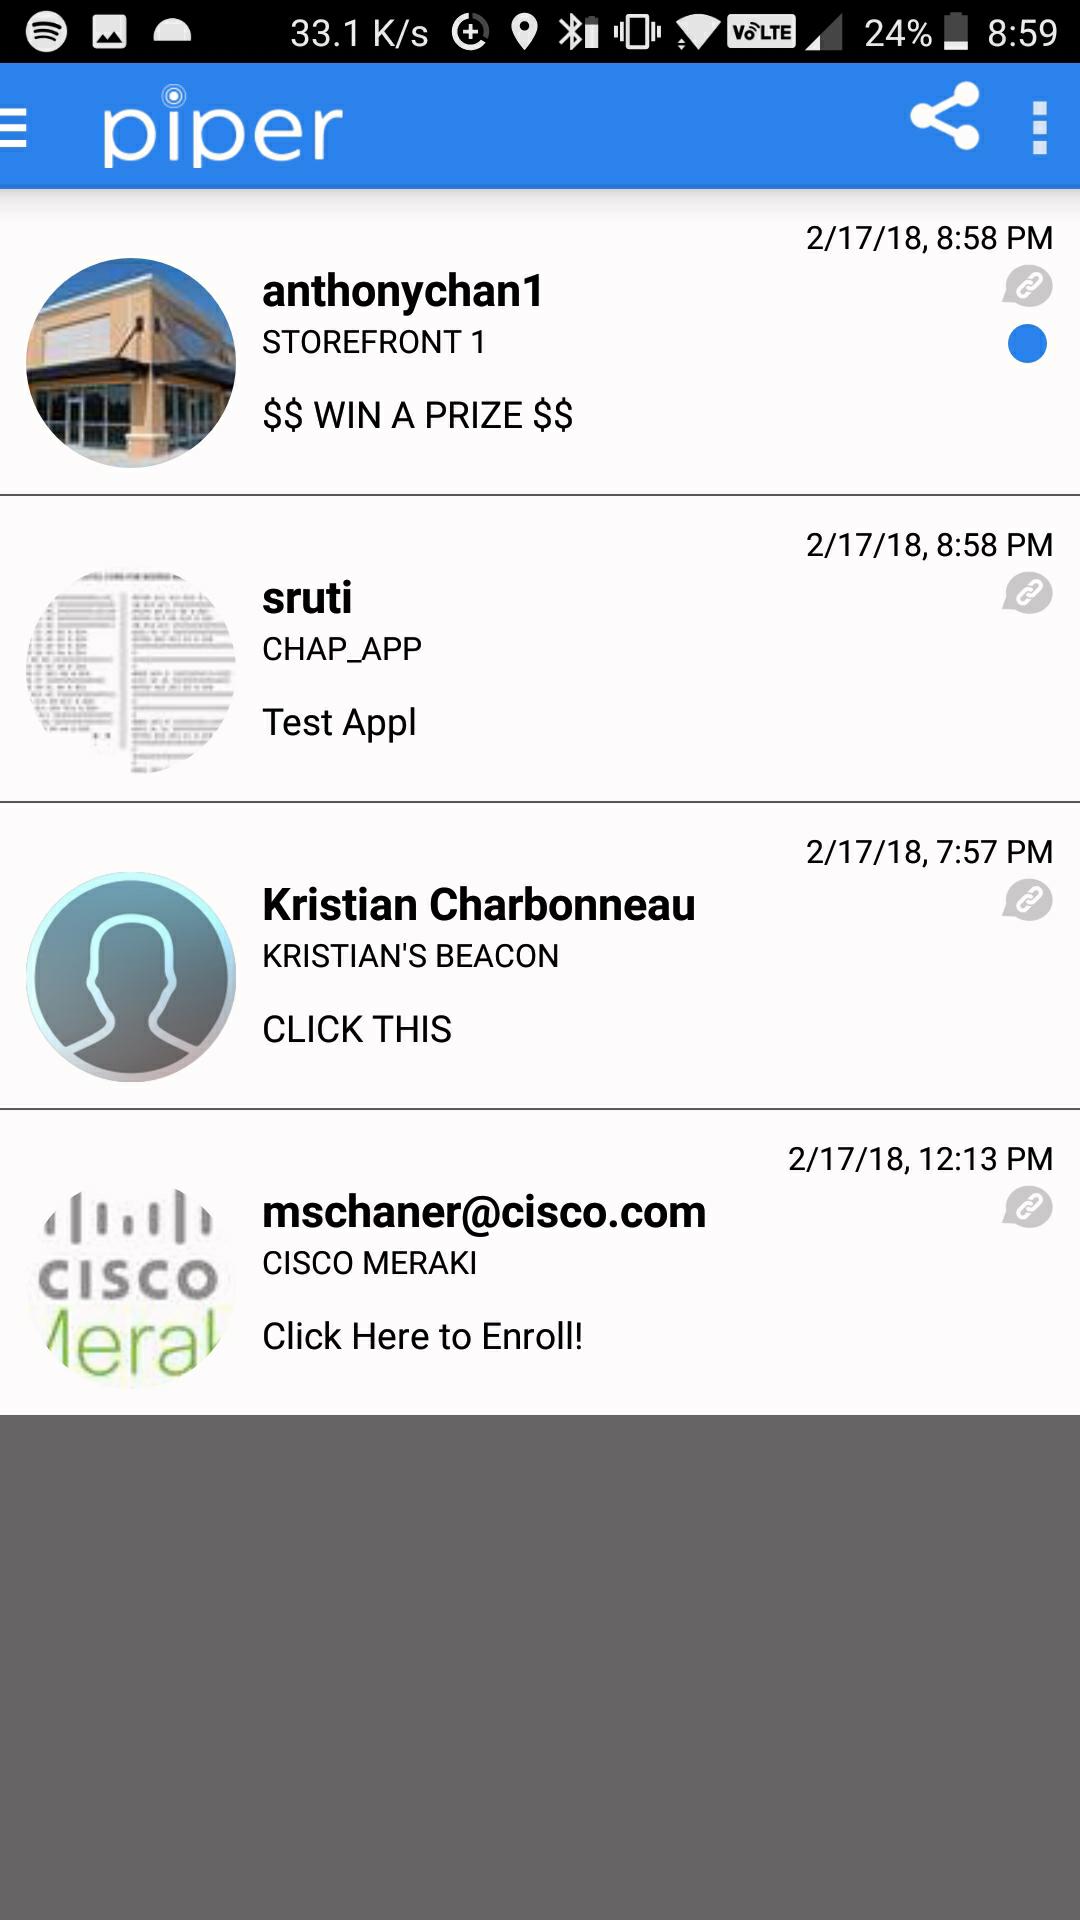 33.1 K/s VoLTE 24% 8:59
piper
2/17/18, 8:58 PM
anthonychan1
STOREFRONT 1
$$ WIN A PRIZE $$
2/17/18, 8:58 PM
sruti
CHAP_APP
Test Appl
2/17/18, 7:57 PM
Kristian Charbonneau
KRISTIAN'S BEACON
CLICK THIS
2/17/18, 12:13 PM
mschaner@cisco.com
CISCO MERAKI
CISCO
Click Here to Enroll!